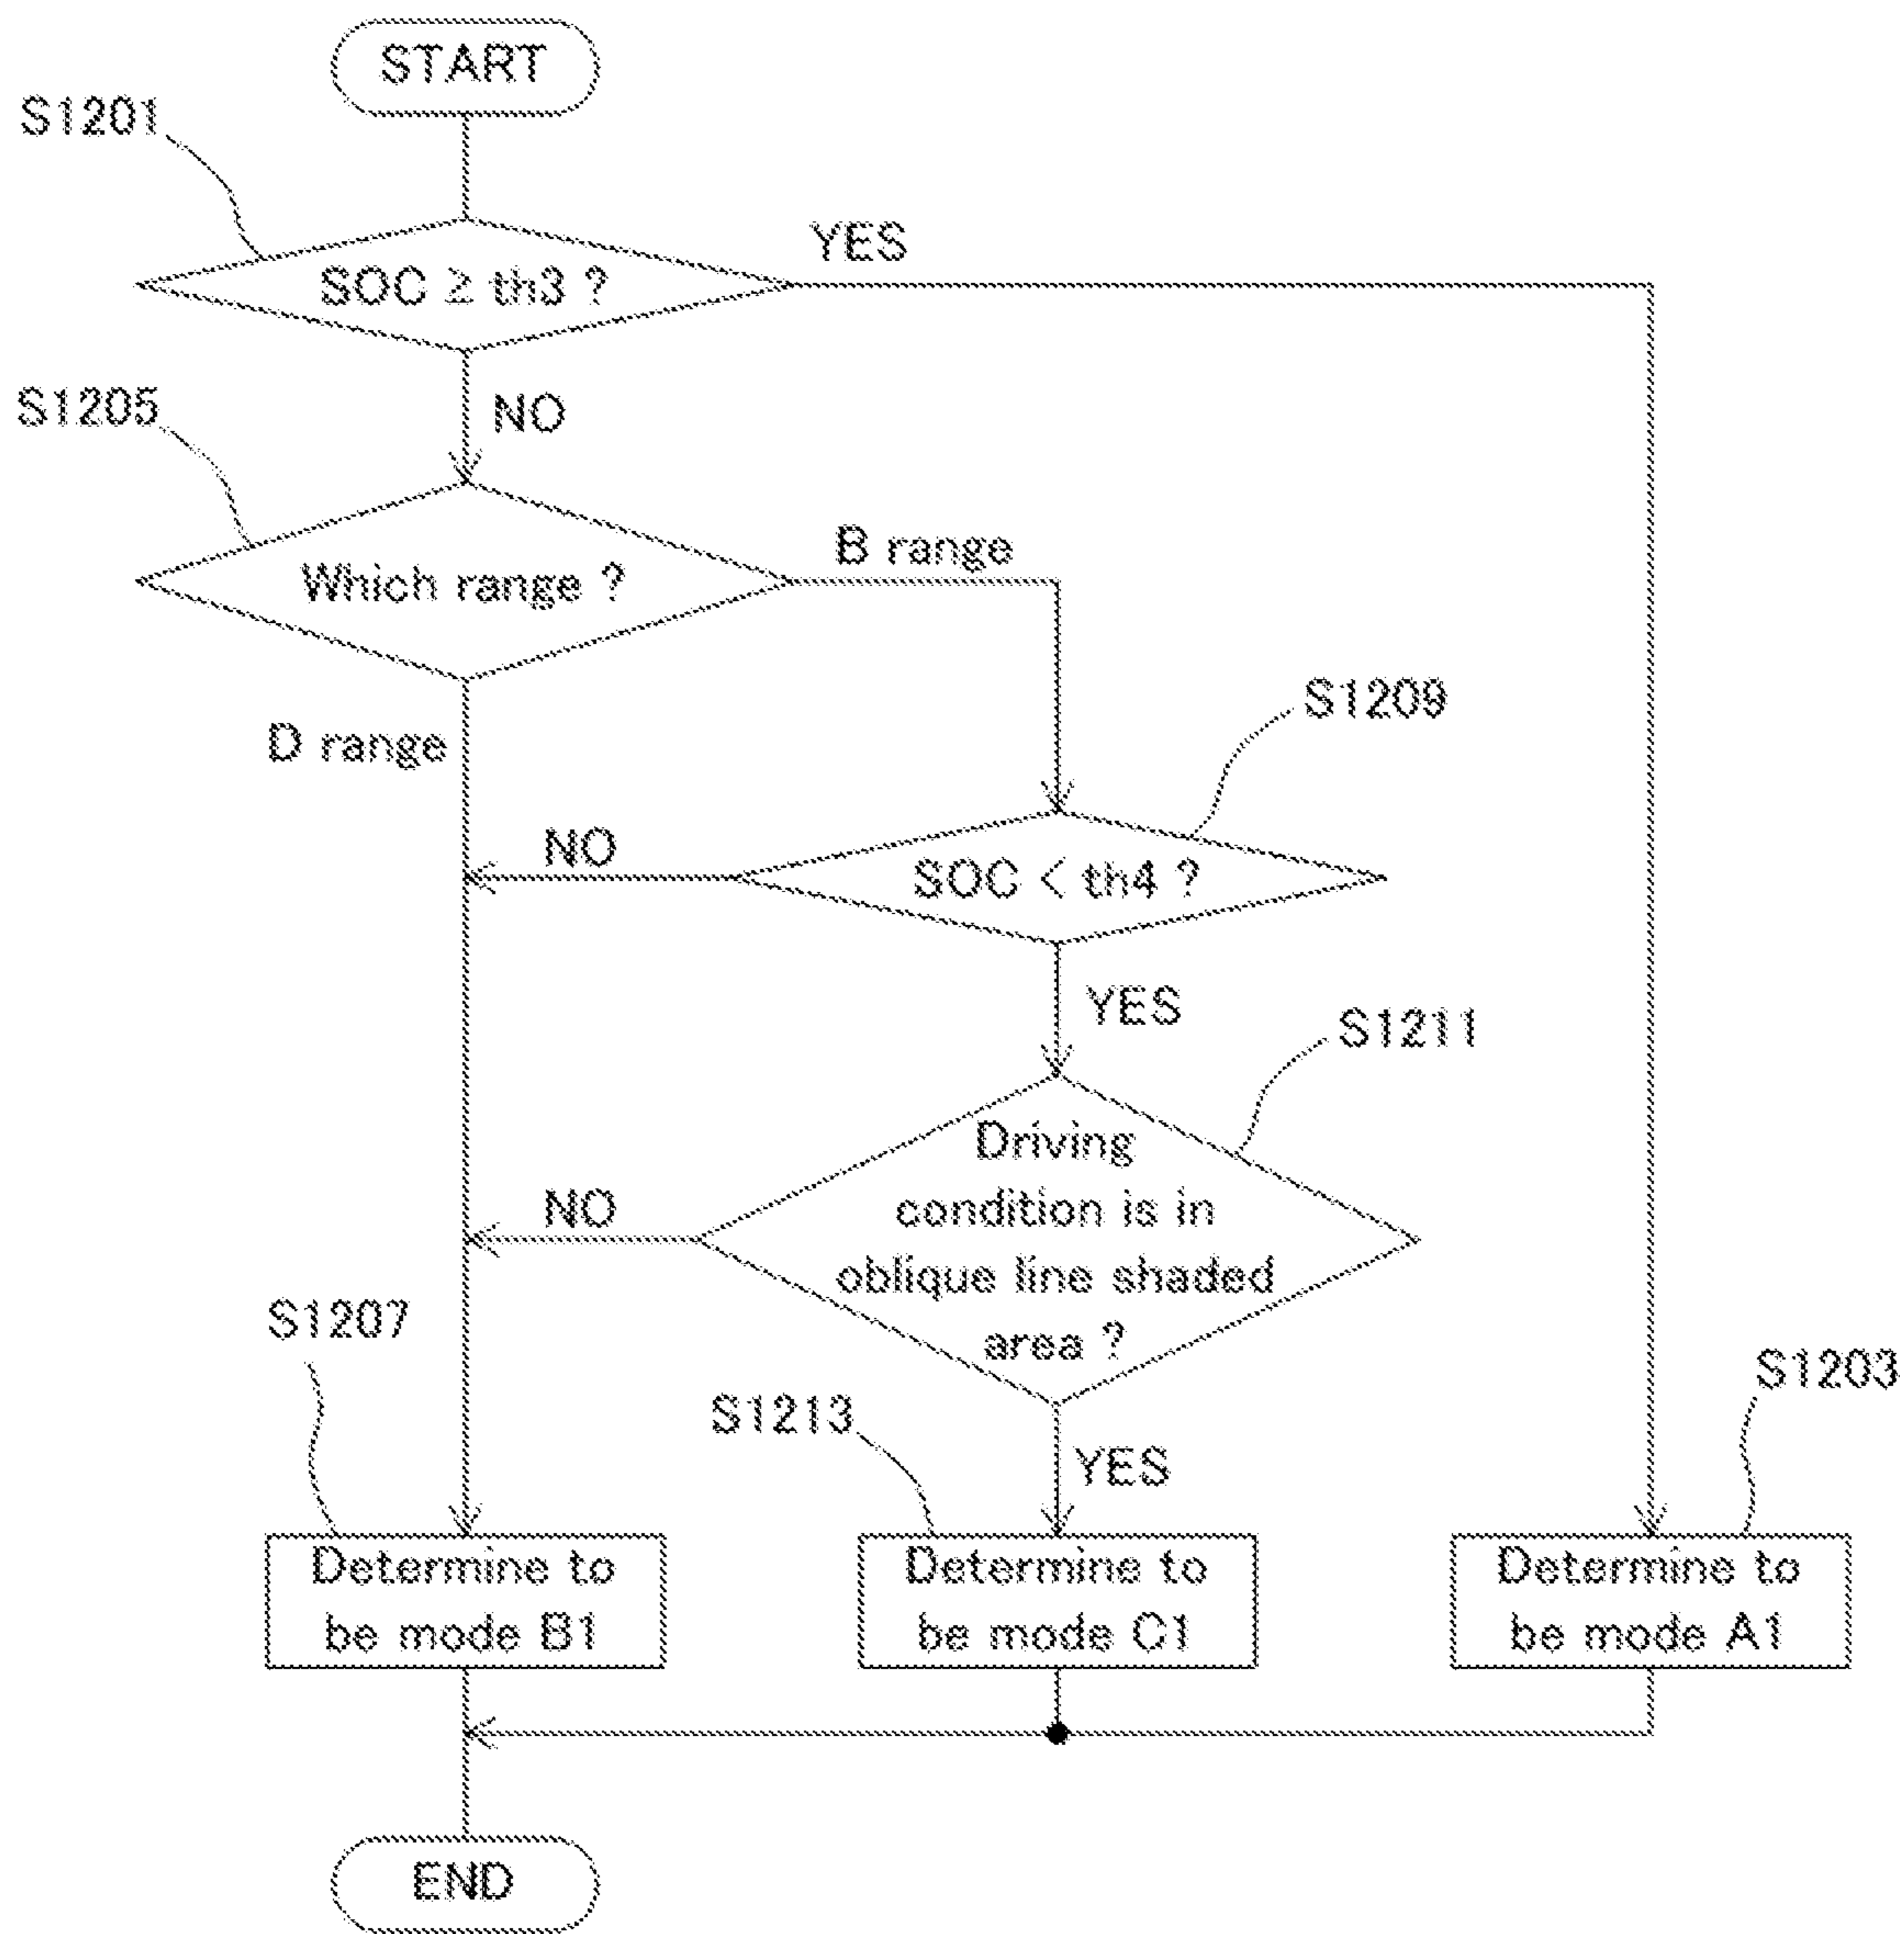 START
S1201
YES
SOC ≥ th3 ?
S1205
NO
B range
Which range ?
S1209
D range
NO
SOC < th4 ?
YES
S1211
Driving
condition is in
oblique line shaded
area ?
NO
S1207
S1203
S1213
YES
Determine to
be mode B1
Determine to
be mode C1
Determine to
be mode A1
END